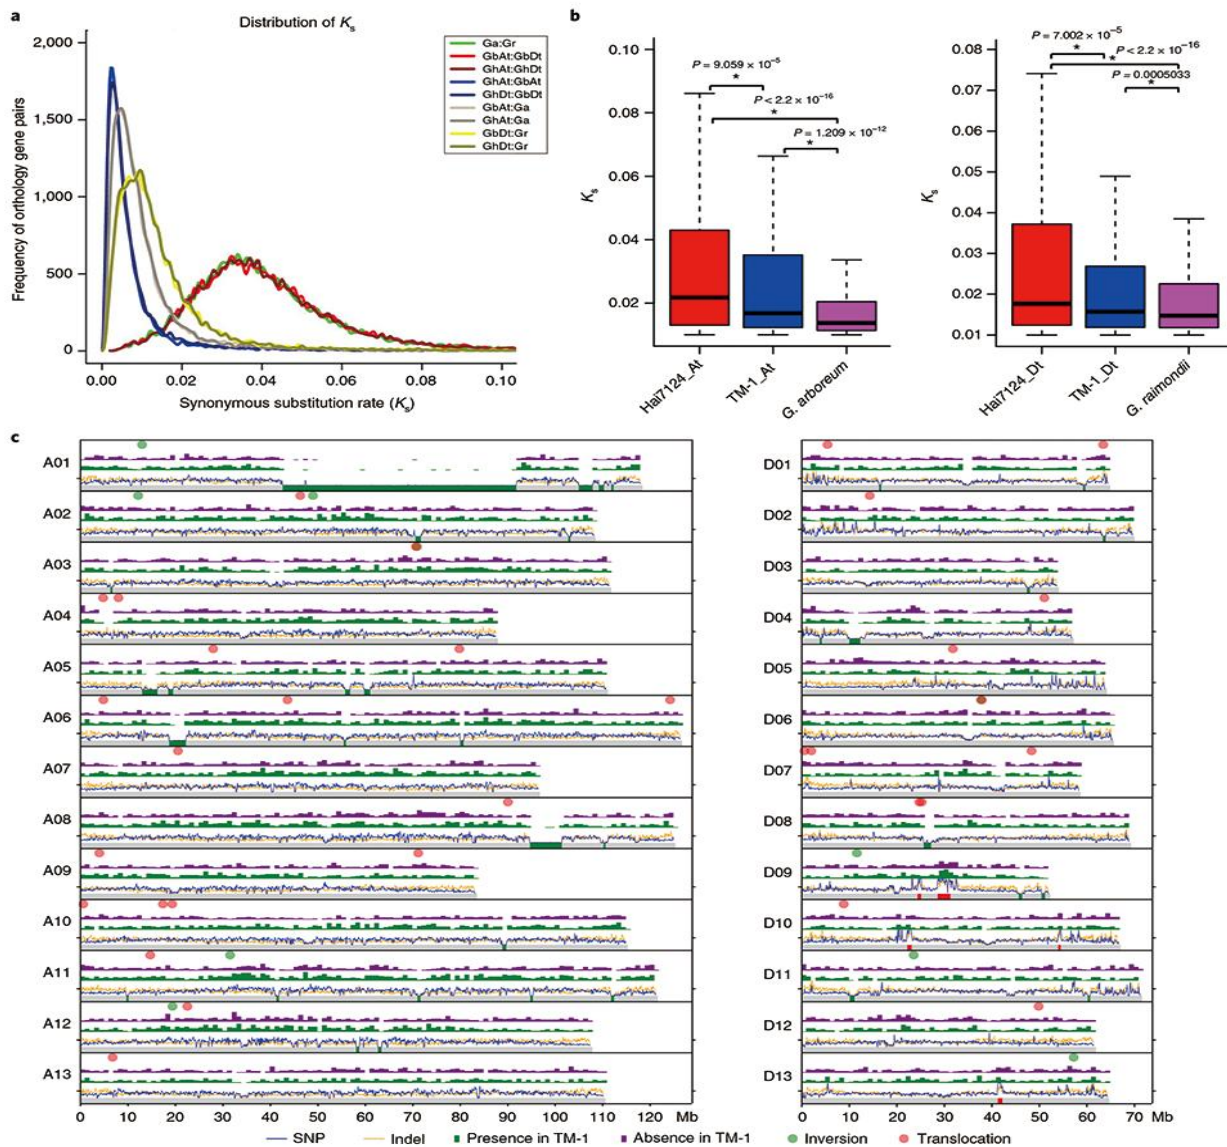 a
Distribution of Ks
Frequency of orthology gene pairs
2,000
1,500
1,000
500
0
0.00 0.02 0.04 0.06 0.08 0.10
Synonymous substitution rate (Ks)
Ga:Gr
GbAt:GbDt
GhAt:GhDt
GhAt:GbAt
GhDt:GbDt
GbAt:Ga
GhAt:Ga
GbDt:Gr
GhDt:Gr
b
Ks
0.10
0.08
0.06
0.04
0.02
P = 9.059 × 10−5
*
P < 2.2 × 10−16
*
P = 1.209 × 10−12
*
Hai7124_At
TM-1_At
G. arboreum
Ks
0.08
0.07
0.06
0.05
0.04
0.03
0.02
0.01
P = 7.002 × 10−5
*
P < 2.2 × 10−16
*
P = 0.0005033
*
Hai7124_Dt
TM-1_Dt
G. raimondii
c
A01
A02
A03
A04
A05
A06
A07
A08
A09
A10
A11
A12
A13
0 10 20 30 40 50 60 70 80 90 100 110 120 Mb
D01
D02
D03
D04
D05
D06
D07
D08
D09
D10
D11
D12
D13
0 10 20 30 40 50 60 70 Mb
SNP Indel Presence in TM-1 Absence in TM-1 Inversion Translocation